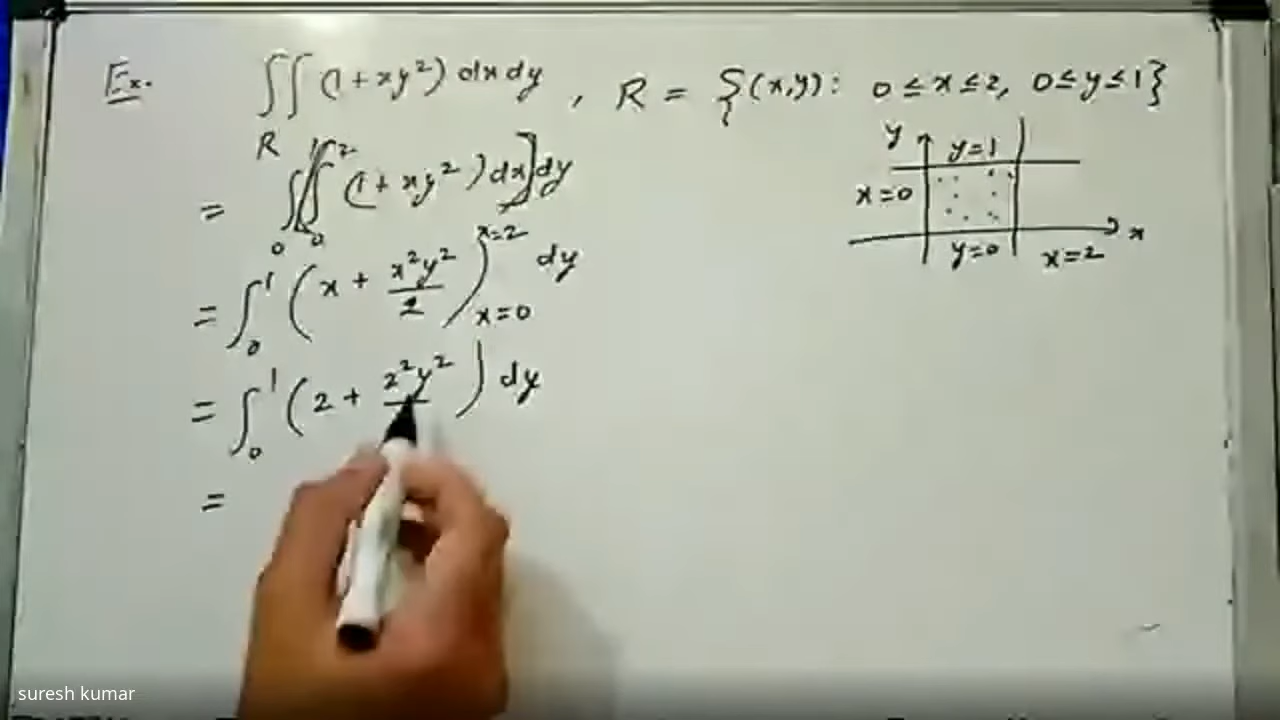 Ex. ∬_R (1+xy²) dx dy , R = {(x,y): 0≤x≤2, 0≤y≤1}
= ∫₀¹ [∫₀² (1+xy²) dx] dy
= ∫₀¹ (x + x²y²/2)_{x=0}^{x=2} dy
= ∫₀¹ (2 + 2²y²/ ) dy
=
y
y=1
x=0
x
y=0
x=2
suresh kumar